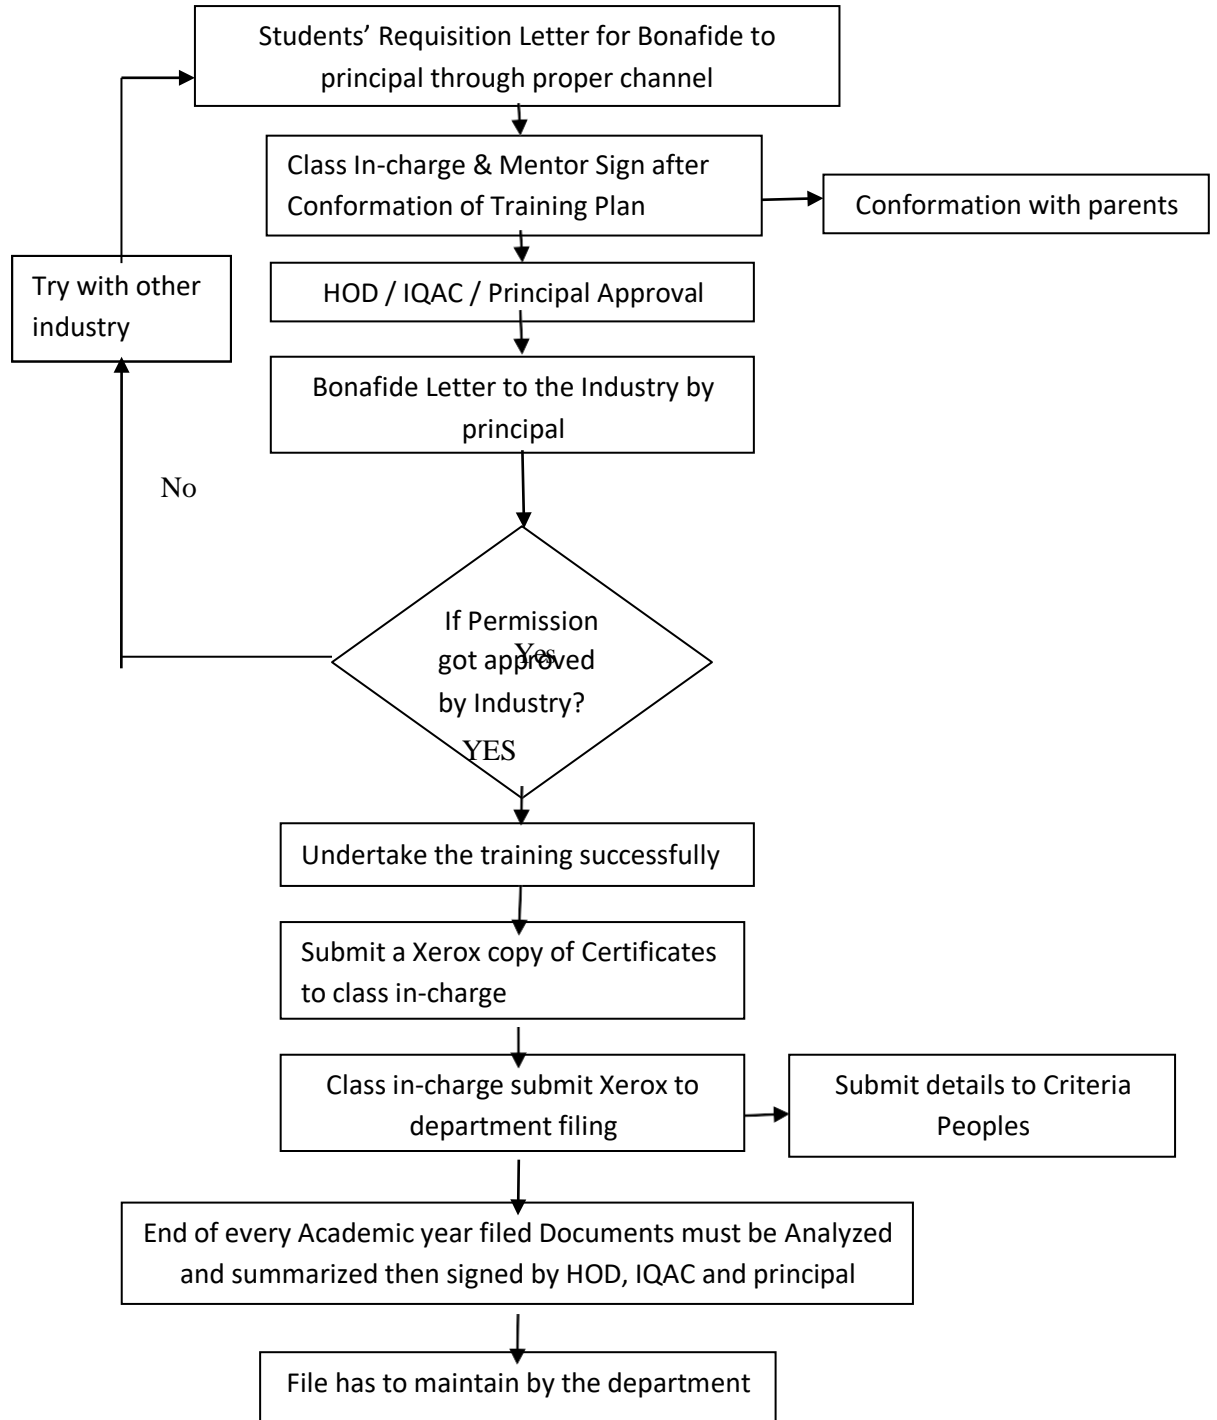 Students’ Requisition Letter for Bonafide to
principal through proper channel
Class In-charge & Mentor Sign after
Conformation of Training Plan
Conformation with parents
Try with other
industry
HOD / IQAC / Principal Approval
Bonafide Letter to the Industry by
principal
No
If Permission
Yes
got approved
by Industry?
YES
Undertake the training successfully
Submit a Xerox copy of Certificates
to class in-charge
Class in-charge submit Xerox to
department filing
Submit details to Criteria
Peoples
End of every Academic year filed Documents must be Analyzed
and summarized then signed by HOD, IQAC and principal
File has to maintain by the department